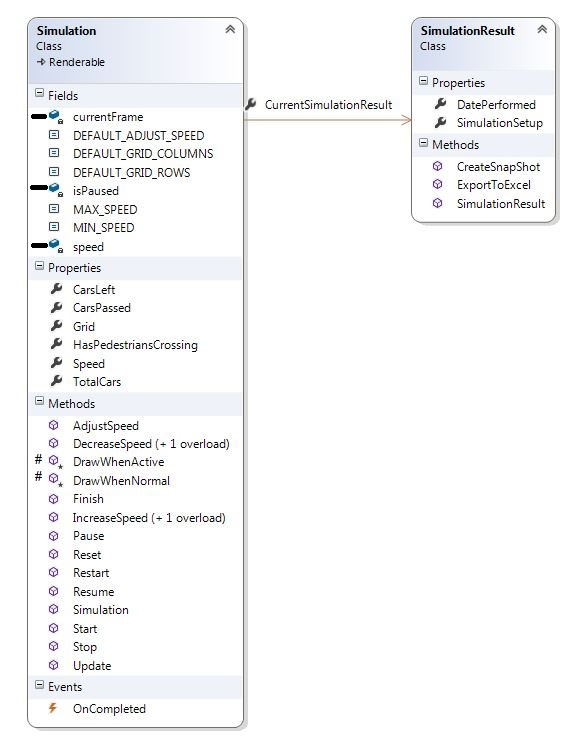 Simulation
Class
Renderable
Fields
currentFrame
DEFAULT_ADJUST_SPEED
DEFAULT_GRID_COLUMNS
DEFAULT_GRID_ROWS
isPaused
MAX_SPEED
MIN_SPEED
speed
Properties
CarsLeft
CarsPassed
Grid
HasPedestriansCrossing
Speed
TotalCars
Methods
AdjustSpeed
DecreaseSpeed (+ 1 overload)
# DrawWhenActive
# DrawWhenNormal
Finish
IncreaseSpeed (+ 1 overload)
Pause
Reset
Restart
Resume
Simulation
Start
Stop
Update
Events
OnCompleted
CurrentSimulationResult
SimulationResult
Class
Properties
DatePerformed
SimulationSetup
Methods
CreateSnapShot
ExportToExcel
SimulationResult